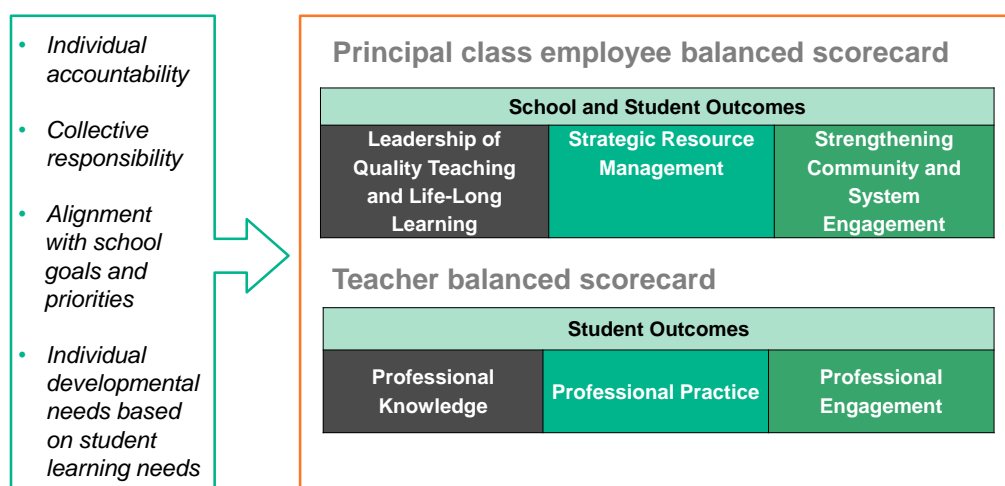 • Individual
accountability
• Collective
responsibility
• Alignment
with school
goals and
priorities
• Individual
developmental
needs based
on student
learning needs
Principal class employee balanced scorecard
School and Student Outcomes
Leadership of
Quality Teaching
and Life-Long
Learning
Strategic Resource
Management
Strengthening
Community and
System
Engagement
Teacher balanced scorecard
Student Outcomes
Professional
Knowledge
Professional Practice
Professional
Engagement